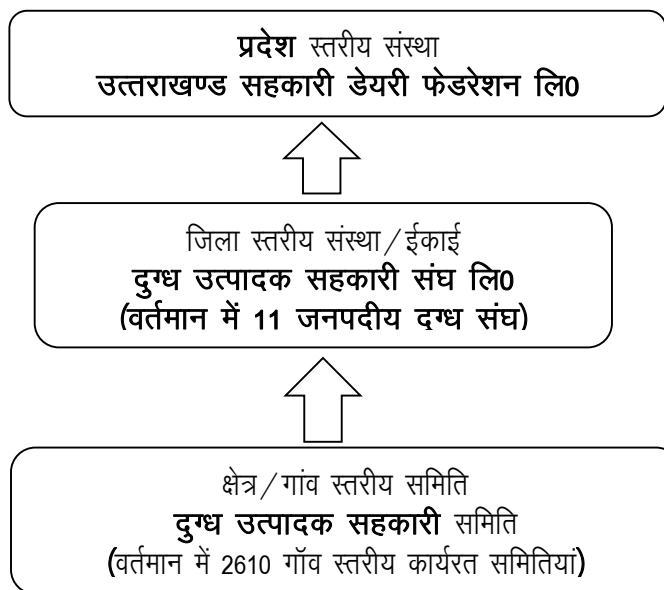 प्रदेश स्तरीय संस्था
उत्तराखण्ड सहकारी डेयरी फेडरेशन लि0
जिला स्तरीय संस्था/ईकाई
दुग्ध उत्पादक सहकारी संघ लि0
(वर्तमान में 11 जनपदीय दग्ध संघ)
क्षेत्र/गांव स्तरीय समिति
दुग्ध उत्पादक सहकारी समिति
(वर्तमान में 2610 गॉव स्तरीय कार्यरत समितियां)